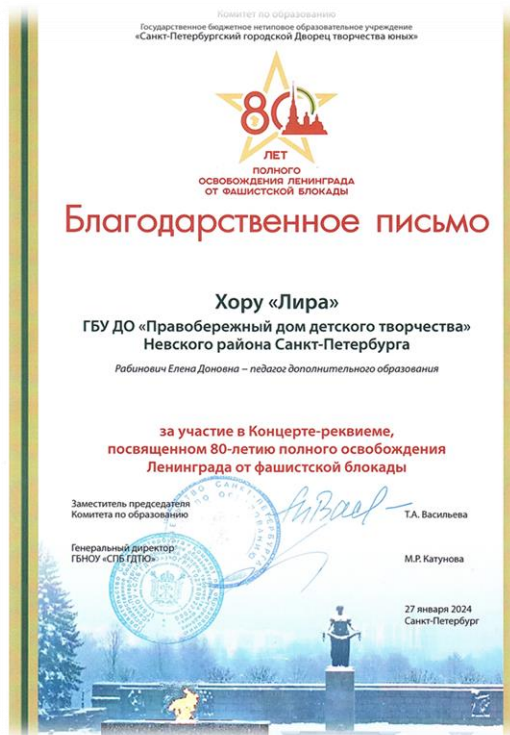 Комитет по образованию
Государственное бюджетное нетиповое образовательное учреждение
«Санкт-Петербургский городской Дворец творчества юных»
80
ЛЕТ
ПОЛНОГО
ОСВОБОЖДЕНИЯ ЛЕНИНГРАДА
ОТ ФАШИСТСКОЙ БЛОКАДЫ
Благодарственное письмо
Хору «Лира»
ГБУ ДО «Правобережный дом детского творчества»
Невского района Санкт-Петербурга
Рабинович Елена Доновна – педагог дополнительного образования
за участие в Концерте-реквиеме,
посвященном 80-летию полного освобождения
Ленинграда от фашистской блокады
Заместитель председателя
Комитета по образованию
Т.А. Васильева
Генеральный директор
ГБНОУ «СПБ ГДТЮ»
М.Р. Катунова
27 января 2024
Санкт-Петербург